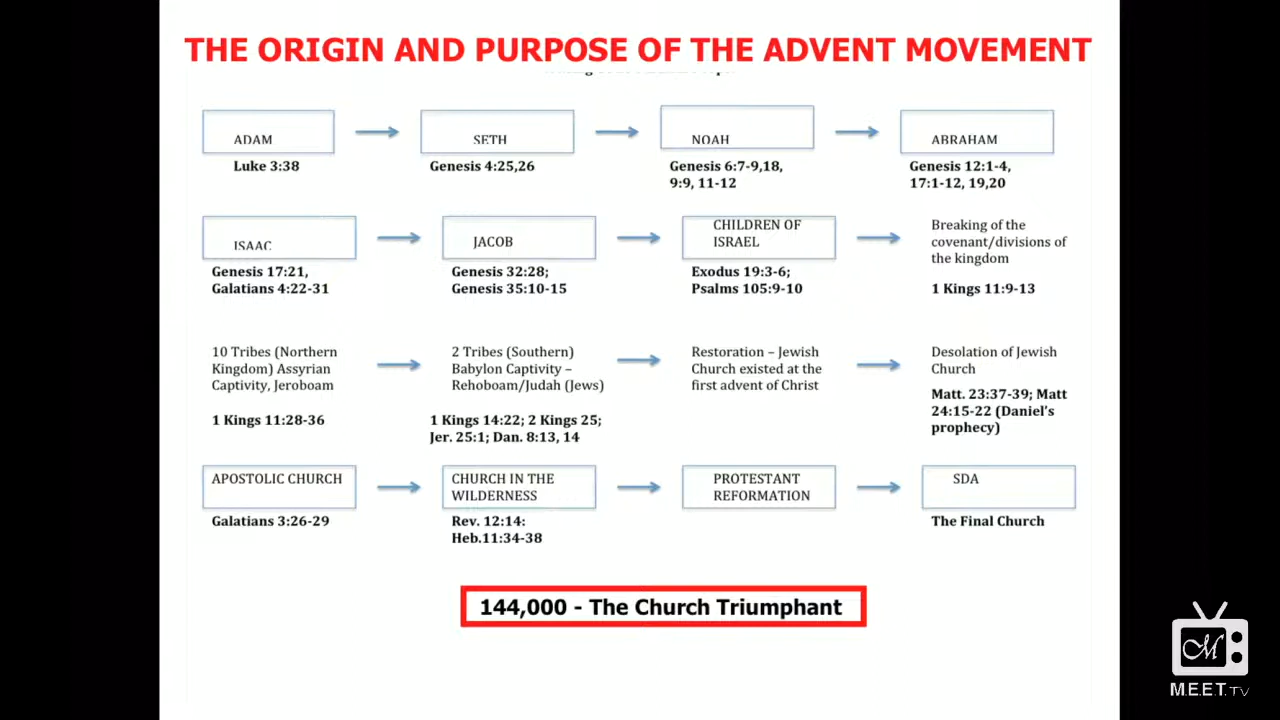 THE ORIGIN AND PURPOSE OF THE ADVENT MOVEMENT
ADAM
SETH
NOAH
ABRAHAM
Luke 3:38
Genesis 4:25,26
Genesis 6:7-9,18,
9:9, 11-12
Genesis 12:1-4,
17:1-12, 19,20
ISAAC
JACOB
CHILDREN OF
ISRAEL
Breaking of the
covenant/divisions of
the kingdom
Genesis 17:21,
Galatians 4:22-31
Genesis 32:28;
Genesis 35:10-15
Exodus 19:3-6;
Psalms 105:9-10
1 Kings 11:9-13
10 Tribes (Northern
Kingdom) Assyrian
Captivity, Jeroboam
1 Kings 11:28-36
2 Tribes (Southern)
Babylon Captivity –
Rehoboam/Judah (Jews)
1 Kings 14:22; 2 Kings 25;
Jer. 25:1; Dan. 8:13, 14
Restoration – Jewish
Church existed at the
first advent of Christ
Desolation of Jewish
Church
Matt. 23:37-39; Matt
24:15-22 (Daniel's
prophecy)
APOSTOLIC CHURCH
CHURCH IN THE
WILDERNESS
PROTESTANT
REFORMATION
SDA
Galatians 3:26-29
Rev. 12:14:
Heb.11:34-38
The Final Church
144,000 - The Church Triumphant
M
M.E.E.T.TV